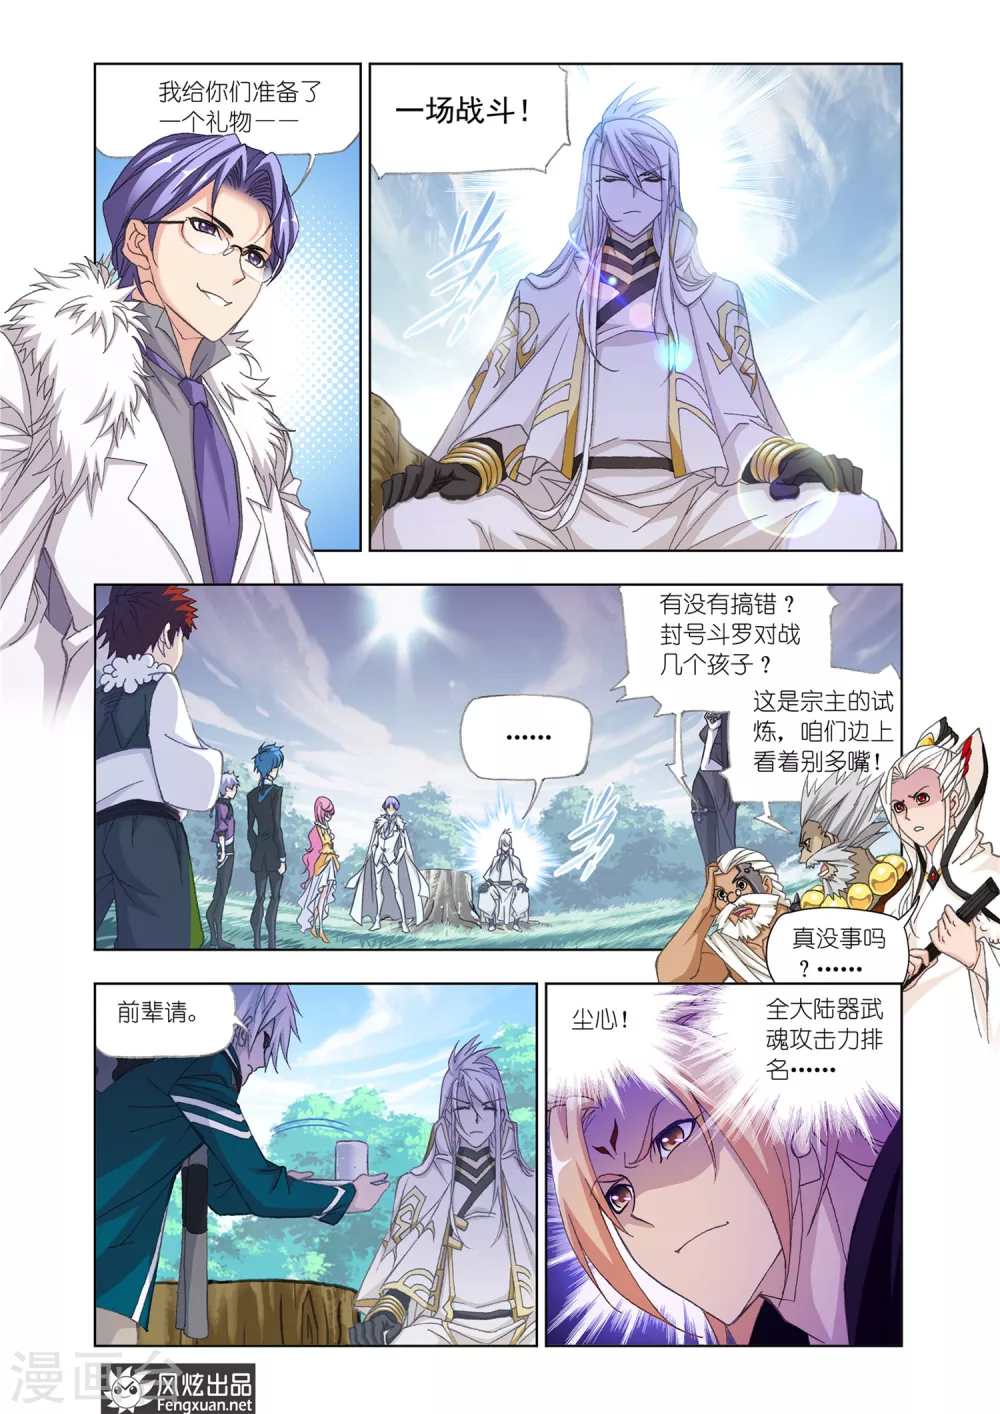 我给你们准备了
一个礼物——
一场战斗！
有没有搞错？
封号斗罗对战
几个孩子？
这是宗主的试
炼，咱们边上
看着别多嘴！
……
真没事吗
？……
前辈请。
尘心！
全大陆器武
魂攻击力排
名……
漫画台
风炫出品
Fengxuan.net